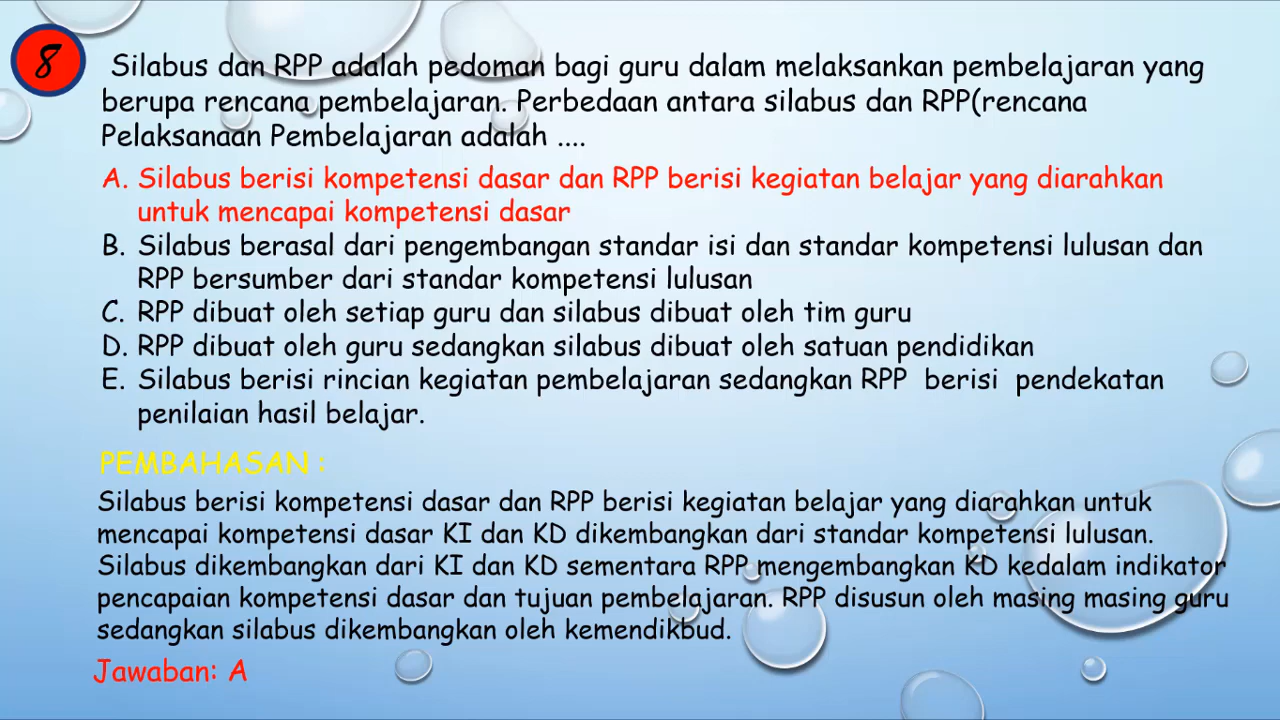 8
Silabus dan RPP adalah pedoman bagi guru dalam melaksankan pembelajaran yang
berupa rencana pembelajaran. Perbedaan antara silabus dan RPP(rencana
Pelaksanaan Pembelajaran adalah ....
A. Silabus berisi kompetensi dasar dan RPP berisi kegiatan belajar yang diarahkan
untuk mencapai kompetensi dasar
B. Silabus berasal dari pengembangan standar isi dan standar kompetensi lulusan dan
RPP bersumber dari standar kompetensi lulusan
C. RPP dibuat oleh setiap guru dan silabus dibuat oleh tim guru
D. RPP dibuat oleh guru sedangkan silabus dibuat oleh satuan pendidikan
E. Silabus berisi rincian kegiatan pembelajaran sedangkan RPP berisi pendekatan
penilaian hasil belajar.
PEMBAHASAN :
Silabus berisi kompetensi dasar dan RPP berisi kegiatan belajar yang diarahkan untuk
mencapai kompetensi dasar KI dan KD dikembangkan dari standar kompetensi lulusan.
Silabus dikembangkan dari KI dan KD sementara RPP mengembangkan KD kedalam indikator
pencapaian kompetensi dasar dan tujuan pembelajaran. RPP disusun oleh masing masing guru
sedangkan silabus dikembangkan oleh kemendikbud.
Jawaban: A